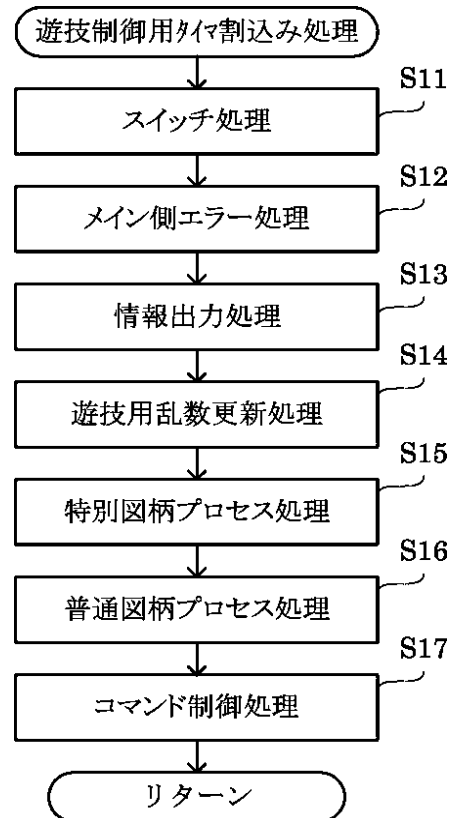 遊技制御用ﾀｲﾏ割込み処理
S11
スイッチ処理
S12
メイン側エラー処理
S13
情報出力処理
S14
遊技用乱数更新処理
S15
特別図柄プロセス処理
S16
普通図柄プロセス処理
S17
コマンド制御処理
リターン